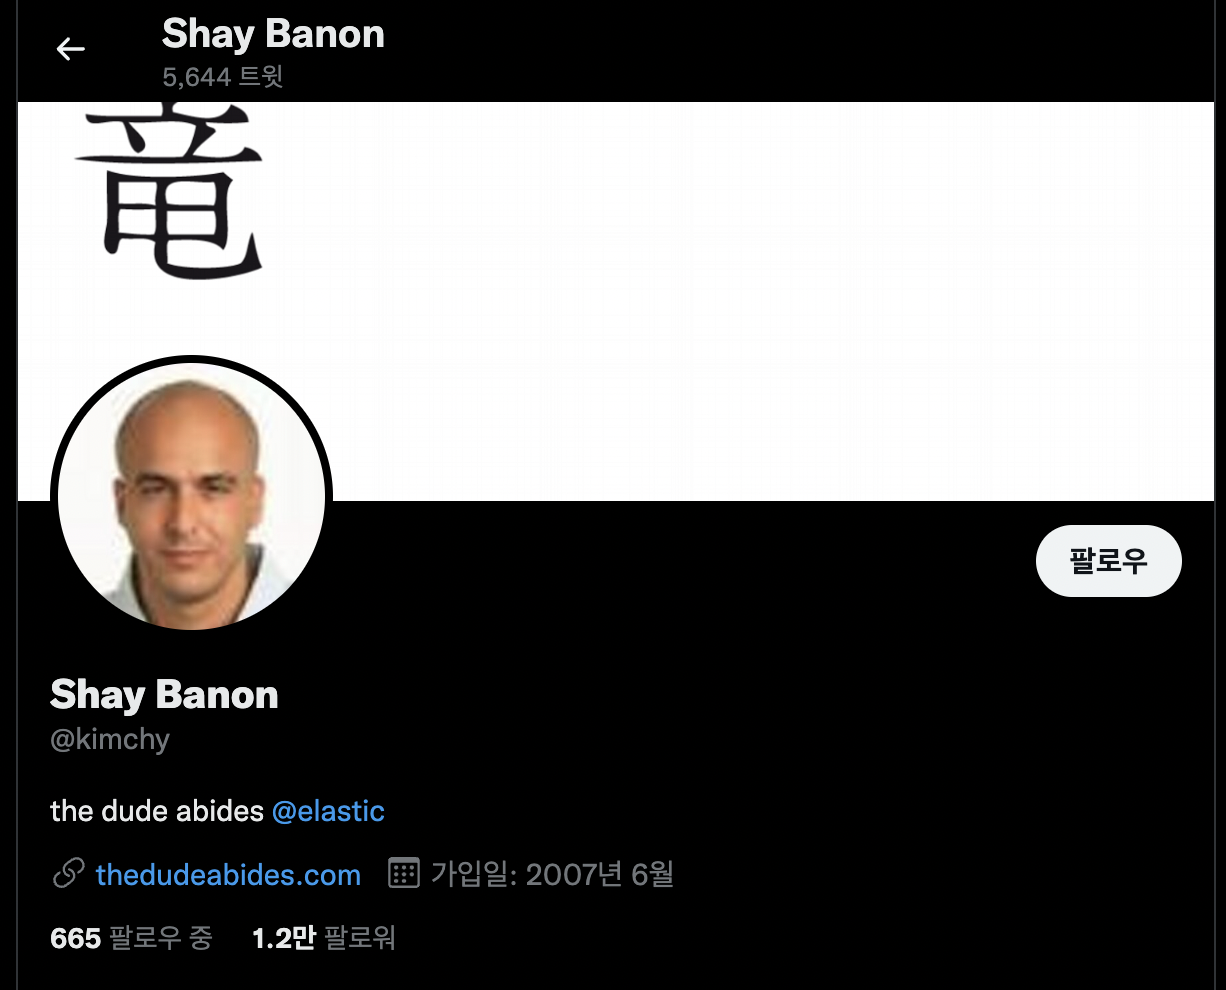 Shay Banon
5,644 트윗
竜
팔로우
Shay Banon
@kimchy
the dude abides @elastic
thedudeabides.com 가입일: 2007년 6월
665 팔로우 중 1.2만 팔로워